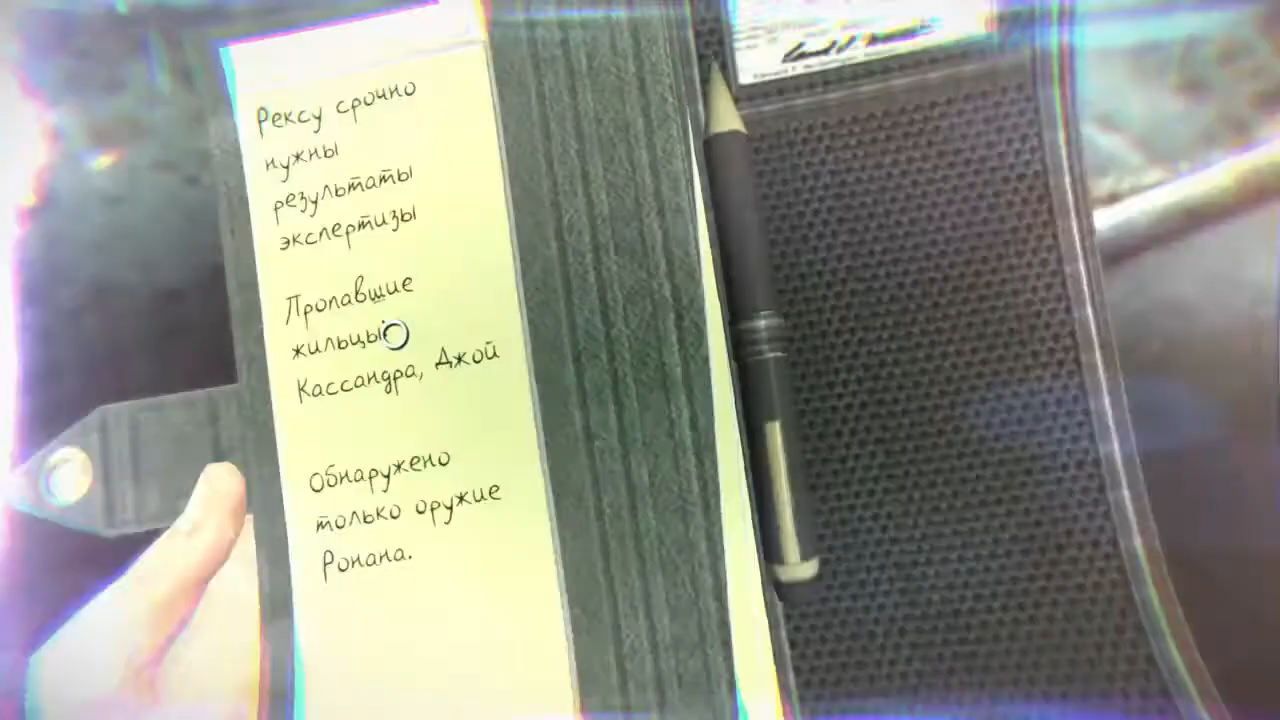 Рексу срочно
нужны
результаты
экспертизы
Пропавшие
жильцы
Кассандра, Джой
Обнаружено
только оружие
Ронана.